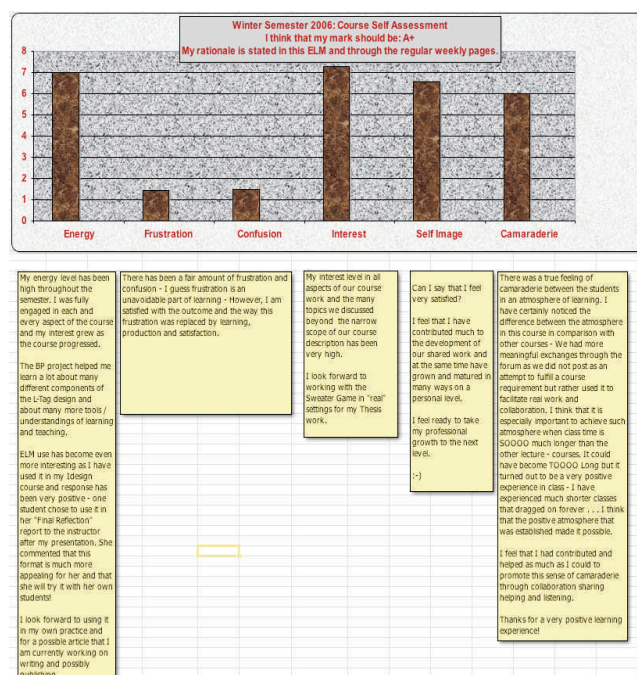 Winter Semester 2006: Course Self Assessment
I think that my mark should be: A+
My rationale is stated in this ELM and through the regular weekly pages.
8
7
6
5
4
3
2
1
0
Energy
Frustration
Confusion
Interest
Self Image
Camaraderie
My energy level has been
high throughout the
semester. I was fully
engaged in each and
every aspect of the course
and my interest grew as
the course progressed.
The BP project helped me
learn a lot about many
different components of
the L-Tag design and
about many more tools /
understandings of learning
and teaching.
ELM use has become even
more interesting as I have
used it in my 1design
course and response has
been very positive - one
student chose to use it in
her "Final Reflection"
report to the instructor
after my presentation. She
commented that this
format is much more
appealing for her and that
she will try it with her own
students!
I look forward to using it
in my own practice and
for a possible article that I
am currently working on
writing and possibly
publishing
There has been a fair amount of frustration and
confusion - I guess frustration is an
unavoidable part of learning - However, I am
satisfied with the outcome and the way this
frustration was replaced by learning,
production and satisfaction.
My interest level in all
aspects of our course
work and the many
topics we discussed
beyond the narrow
scope of our course
description has been
very high.
I look forward to
working with the
Sweater Game in "real"
settings for my Thesis
work.
Can I say that I feel
very satisfied?
I feel that I have
contributed much to
the development of
our shared work and
at the same time have
grown and matured in
many ways on a
personal level.
I feel ready to take
my professional
growth to the next
level.
:-)
There was a true feeling of
camaraderie between the students
in an atmosphere of learning. I
have certainly noticed the
difference between the atmosphere
in this course in comparison with
other courses - We had more
meaningful exchanges through the
forum as we did not post as an
attempt to fulfill a course
requirement but rather used it to
facilitate real work and
collaboration. I think that it is
especially important to achieve such
atmosphere when class time is
SOOOO much longer than the
other lecture - courses. It could
have become TOOOO Long but it
turned out to be a very positive
experience in class - I have
experienced much shorter classes
that dragged on forever . . . I think
that the positive atmosphere that
was established made it possible.
I feel that I had contributed and
helped as much as I could to
promote this sense of camaraderie
through collaboration sharing
helping and listening.
Thanks for a very positive learning
experience!